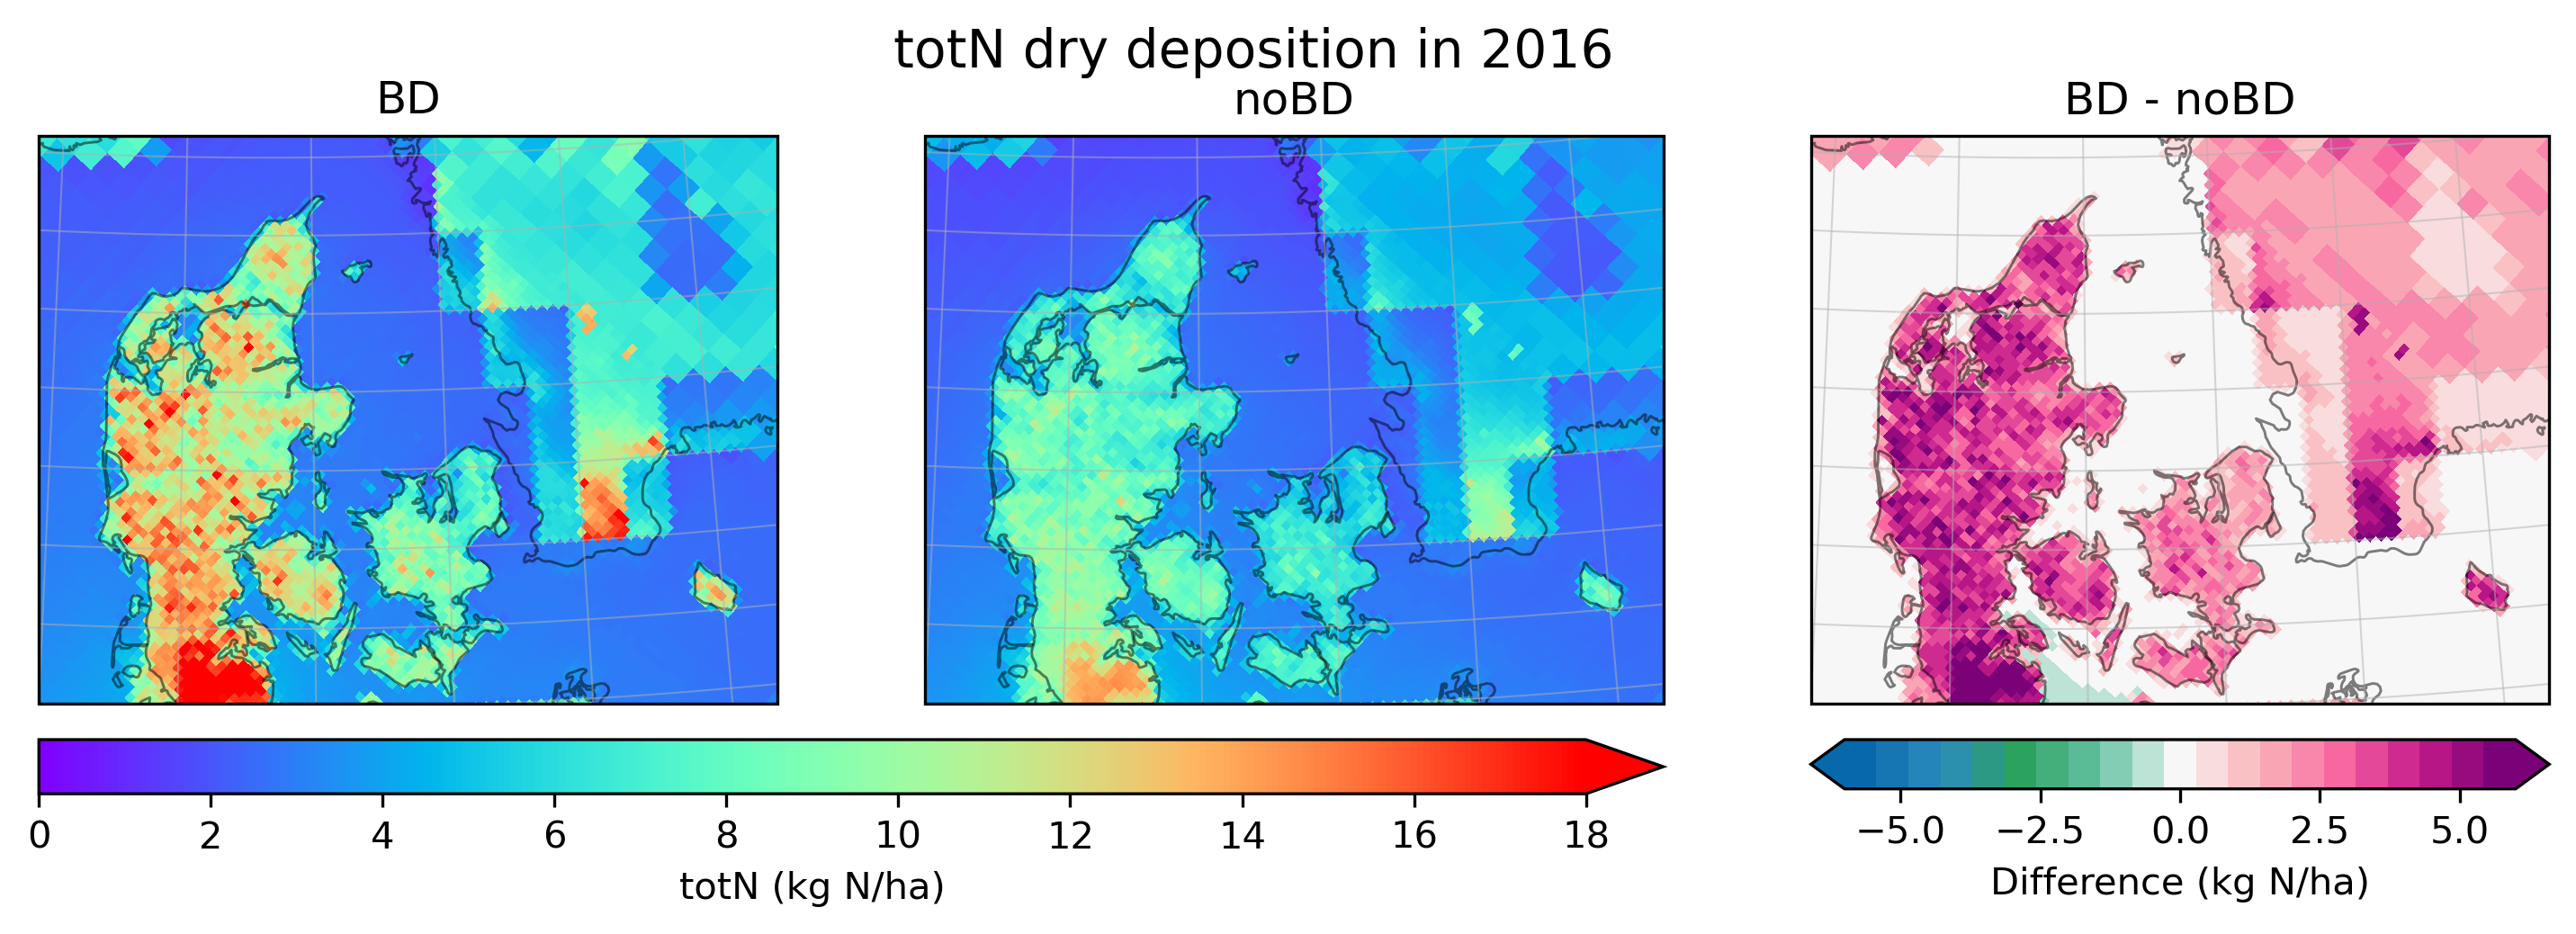 totN dry deposition in 2016
BD
noBD
BD - noBD
0 2 4 6 8 10 12 14 16 18
totN (kg N/ha)
−5.0 −2.5 0.0 2.5 5.0
Difference (kg N/ha)